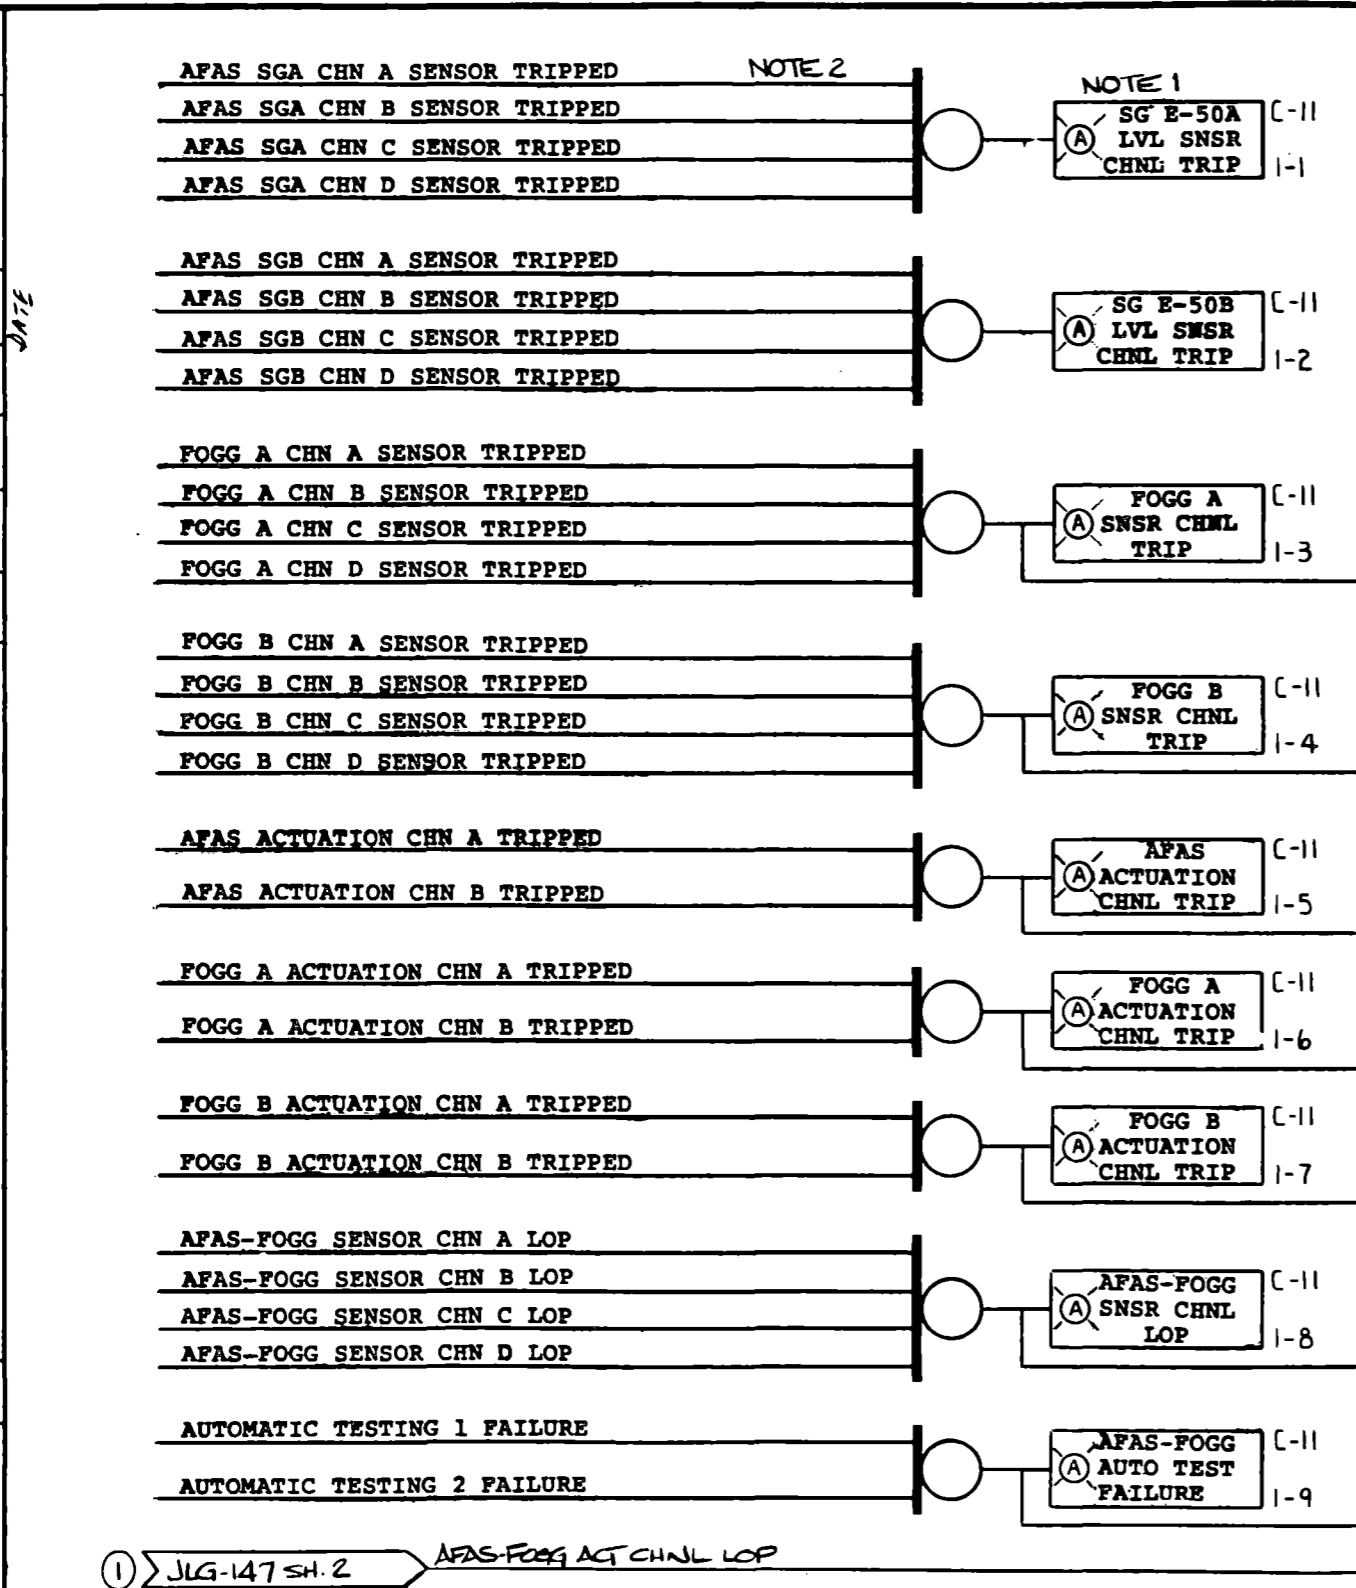 AFAS SGA CHN A SENSOR TRIPPED NOTE 2
AFAS SGA CHN B SENSOR TRIPPED
AFAS SGA CHN C SENSOR TRIPPED
AFAS SGA CHN D SENSOR TRIPPED
NOTE 1
A SG E-50A C-11
LVL SNSR
CHNL TRIP 1-1
DATE
AFAS SGB CHN A SENSOR TRIPPED
AFAS SGB CHN B SENSOR TRIPPED
AFAS SGB CHN C SENSOR TRIPPED
AFAS SGB CHN D SENSOR TRIPPED
A SG E-50B C-11
LVL SNSR
CHNL TRIP 1-2
FOGG A CHN A SENSOR TRIPPED
FOGG A CHN B SENSOR TRIPPED
FOGG A CHN C SENSOR TRIPPED
FOGG A CHN D SENSOR TRIPPED
A FOGG A C-11
SNSR CHNL
TRIP 1-3
FOGG B CHN A SENSOR TRIPPED
FOGG B CHN B SENSOR TRIPPED
FOGG B CHN C SENSOR TRIPPED
FOGG B CHN D SENSOR TRIPPED
A FOGG B C-11
SNSR CHNL
TRIP 1-4
AFAS ACTUATION CHN A TRIPPED
AFAS ACTUATION CHN B TRIPPED
A AFAS C-11
ACTUATION
CHNL TRIP 1-5
FOGG A ACTUATION CHN A TRIPPED
FOGG A ACTUATION CHN B TRIPPED
A FOGG A C-11
ACTUATION
CHNL TRIP 1-6
FOGG B ACTUATION CHN A TRIPPED
FOGG B ACTUATION CHN B TRIPPED
A FOGG B C-11
ACTUATION
CHNL TRIP 1-7
AFAS-FOGG SENSOR CHN A LOP
AFAS-FOGG SENSOR CHN B LOP
AFAS-FOGG SENSOR CHN C LOP
AFAS-FOGG SENSOR CHN D LOP
A AFAS-FOGG C-11
SNSR CHNL
LOP 1-8
AUTOMATIC TESTING 1 FAILURE
AUTOMATIC TESTING 2 FAILURE
A AFAS-FOGG C-11
AUTO TEST
FAILURE 1-9
1 JLG-147 SH. 2 AFAS-FOGG ACT CHNL LOP